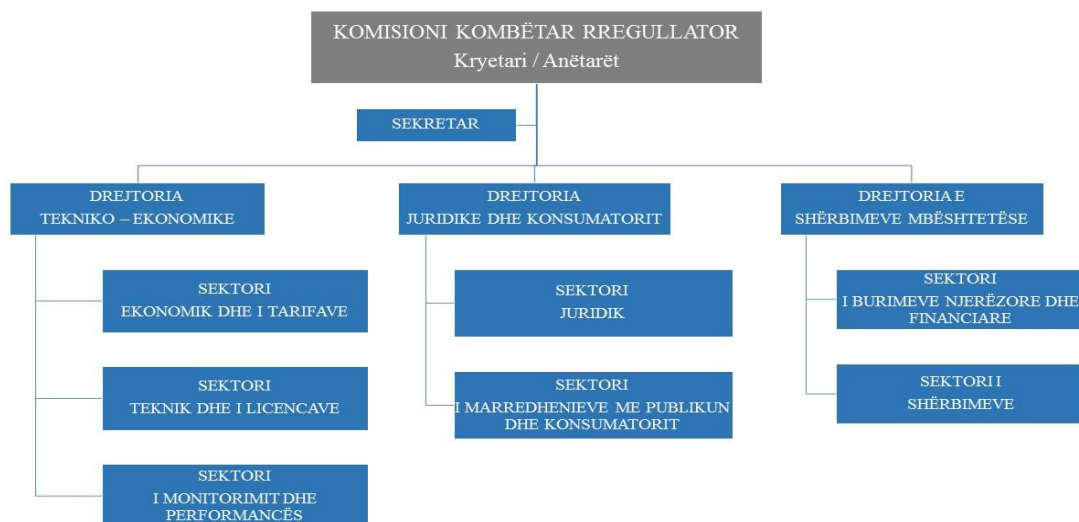 KOMISIONI KOMBËTAR RREGULLATOR
Kryetari / Anëtarët
SEKRETAR
DREJTORIA
TEKNIKO – EKONOMIKE
SEKTORI
EKONOMIK DHE I TARIFAVE
SEKTORI
TEKNIK DHE I LICENCAVE
SEKTORI
I MONITORIMIT DHE
PERFORMANCËS
DREJTORIA
JURIDIKE DHE KONSUMATORIT
SEKTORI
JURIDIK
SEKTORI
I MARREDHENIEVE ME PUBLIKUN
DHE KONSUMATORIT
DREJTORIA E
SHËRBIMEVE MBËSHTETËSE
SEKTORI
I BURIMEVE NJERËZORE DHE
FINANCIARE
SEKTORI I
SHËRBIMEVE